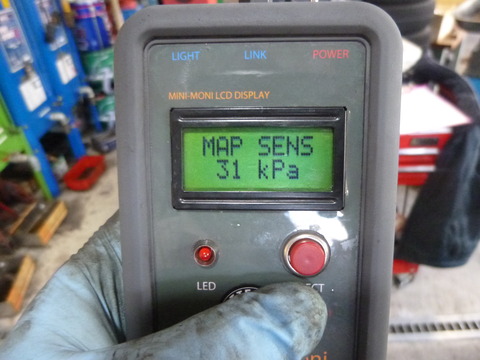 LIGHT LINK POWER
MINI-MONI LCD DISPLAY
MAP SENS
31 kPa
LED